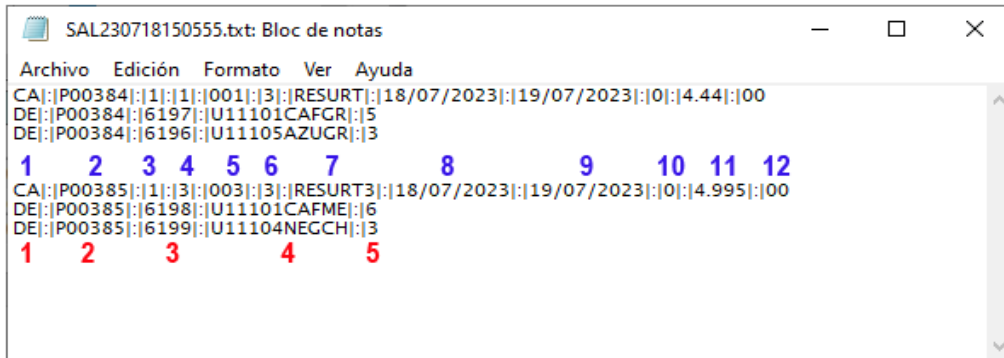 SAL230718150555.txt: Bloc de notas
Archivo Edición Formato Ver Ayuda
CA|:|P00384|:|1|:|1|:|001|:|3|:|RESURT|:|18/07/2023|:|19/07/2023|:|0|:|4.44|:|00
DE|:|P00384|:|6197|:|U11101CAFGR|:|5
DE|:|P00384|:|6196|:|U11105AZUGR|:|3
1 2 3 4 5 6 7 8 9 10 11 12
CA|:|P00385|:|1|:|3|:|003|:|3|:|RESURT3|:|18/07/2023|:|19/07/2023|:|0|:|4.995|:|00
DE|:|P00385|:|6198|:|U11101CAFME|:|6
DE|:|P00385|:|6199|:|U11104NEGCH|:|3
1 2 3 4 5